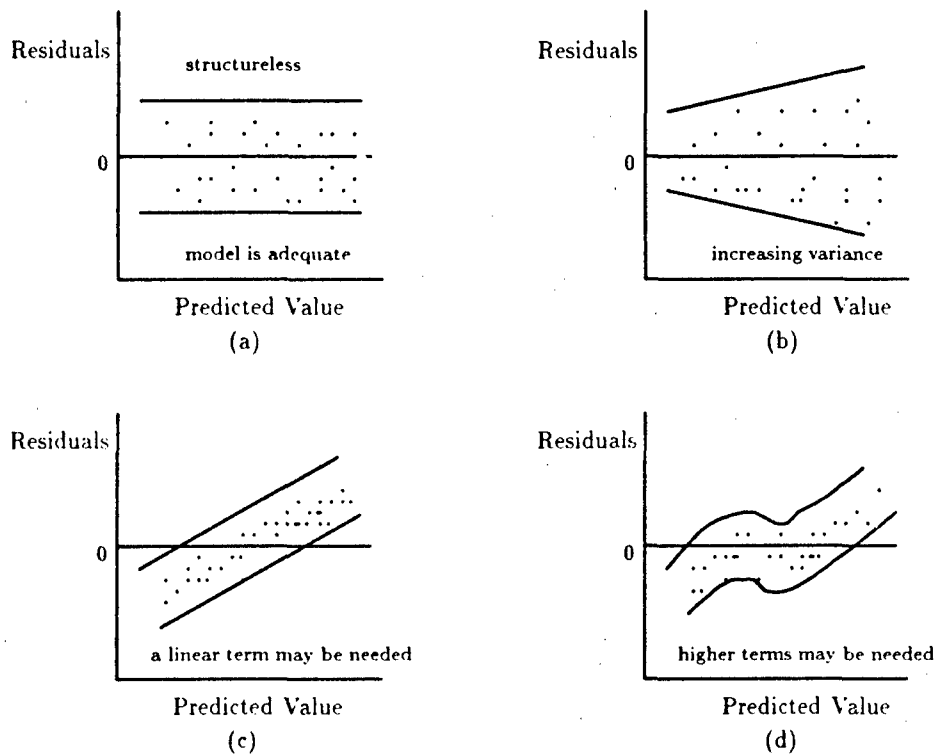 Residuals
structureless
0
model is adequate
Predicted Value
(a)
Residuals
0
increasing variance
Predicted Value
(b)
Residuals
0
a linear term may be needed
Predicted Value
(c)
Residuals
0
higher terms may be needed
Predicted Value
(d)